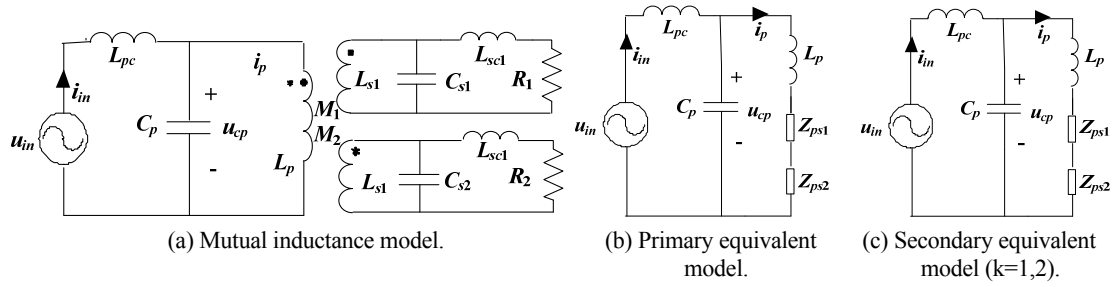 L_pc
i_in
u_in
C_p
+
u_cp
-
i_p
M_1
M_2
L_p
L_s1
C_s1
L_sc1
R_1
L_s1
C_s2
L_sc1
R_2
(a) Mutual inductance model.
L_pc
i_p
i_in
L_p
u_in
C_p
+
u_cp
-
Z_ps1
Z_ps2
(b) Primary equivalent
model.
L_pc
i_p
i_in
L_p
u_in
C_p
+
u_cp
-
Z_ps1
Z_ps2
(c) Secondary equivalent
model (k=1,2).